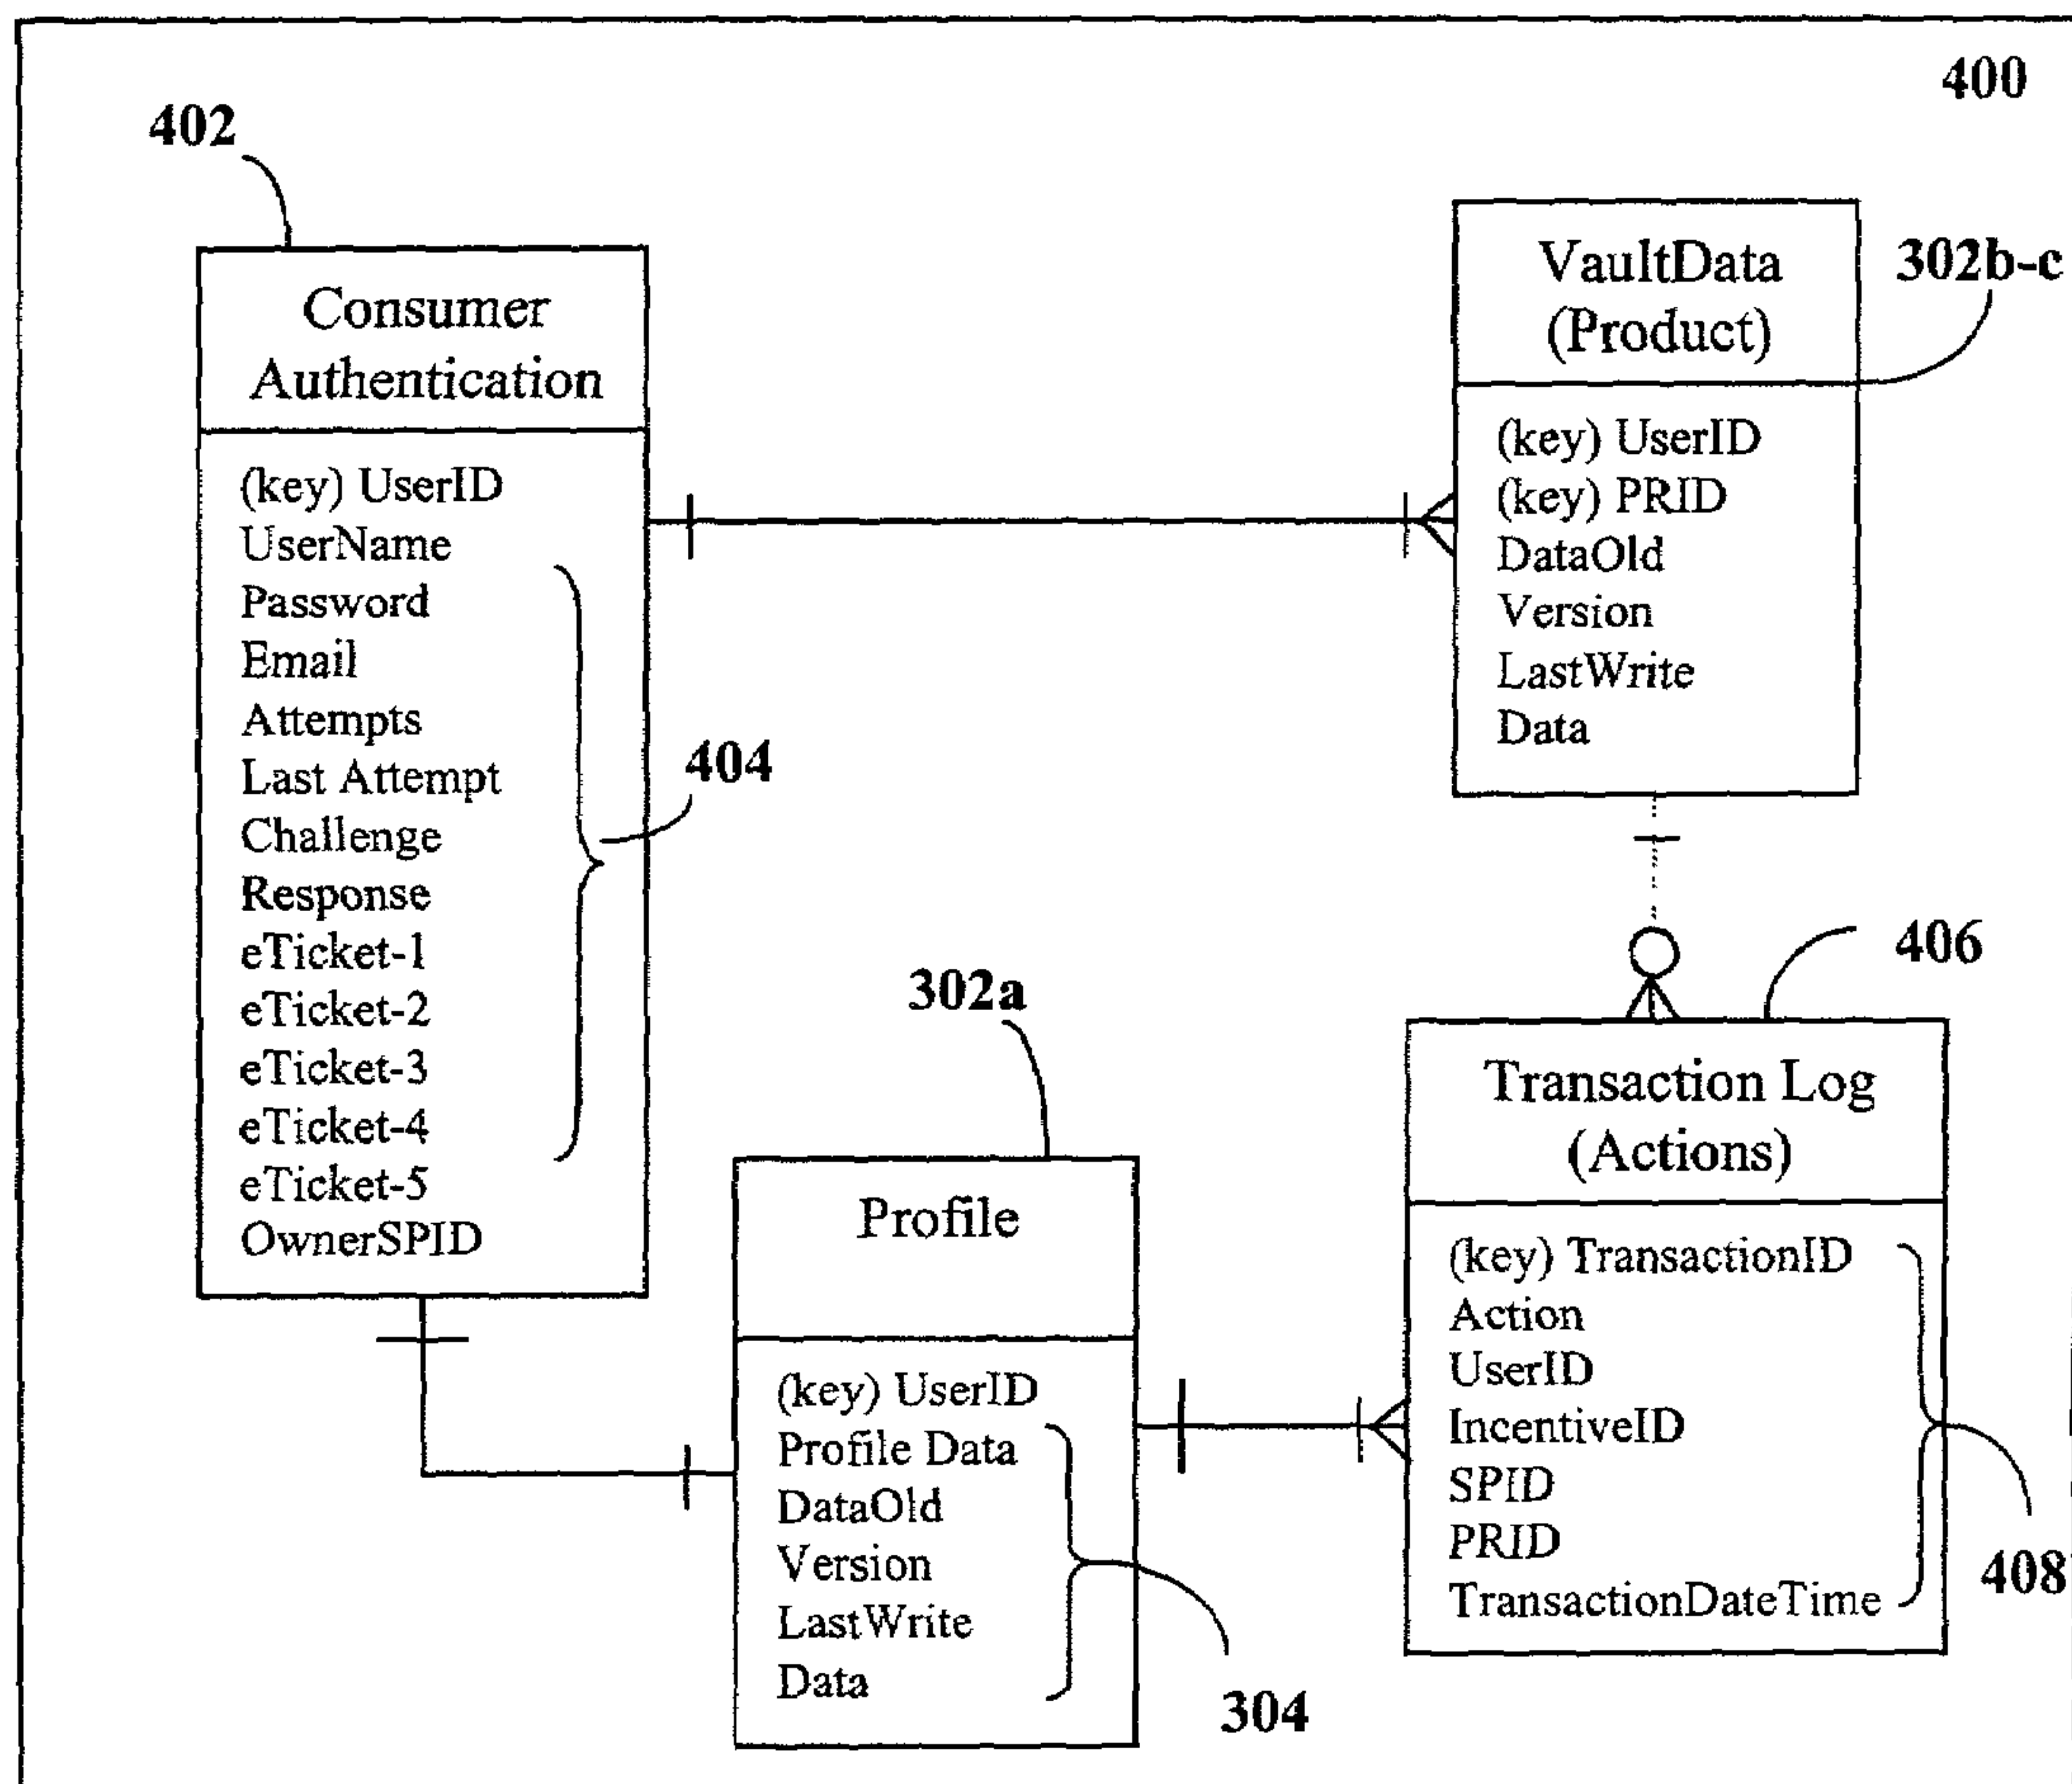 400
402
Consumer
Authentication
(key) UserID
UserName
Password
Email
Attempts
Last Attempt
Challenge
Response
eTicket-1
eTicket-2
eTicket-3
eTicket-4
eTicket-5
OwnerSPID
404
VaultData
(Product)
302b-c
(key) UserID
(key) PRID
DataOld
Version
LastWrite
Data
302a
Profile
(key) UserID
Profile Data
DataOld
Version
LastWrite
Data
304
406
Transaction Log
(Actions)
(key) TransactionID
Action
UserID
IncentiveID
SPID
PRID
TransactionDateTime
408